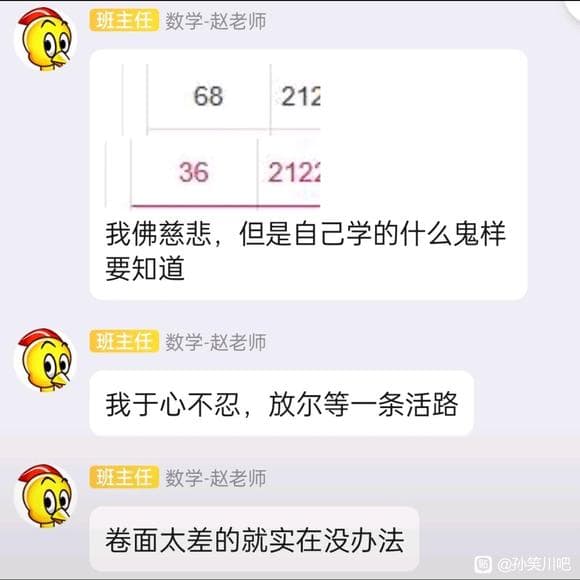 班主任 数学-赵老师
68 212
36 2122
我佛慈悲，但是自己学的什么鬼样
要知道
班主任 数学-赵老师
我于心不忍，放尔等一条活路
班主任 数学-赵老师
卷面太差的就实在没办法
贴 @孙笑川吧